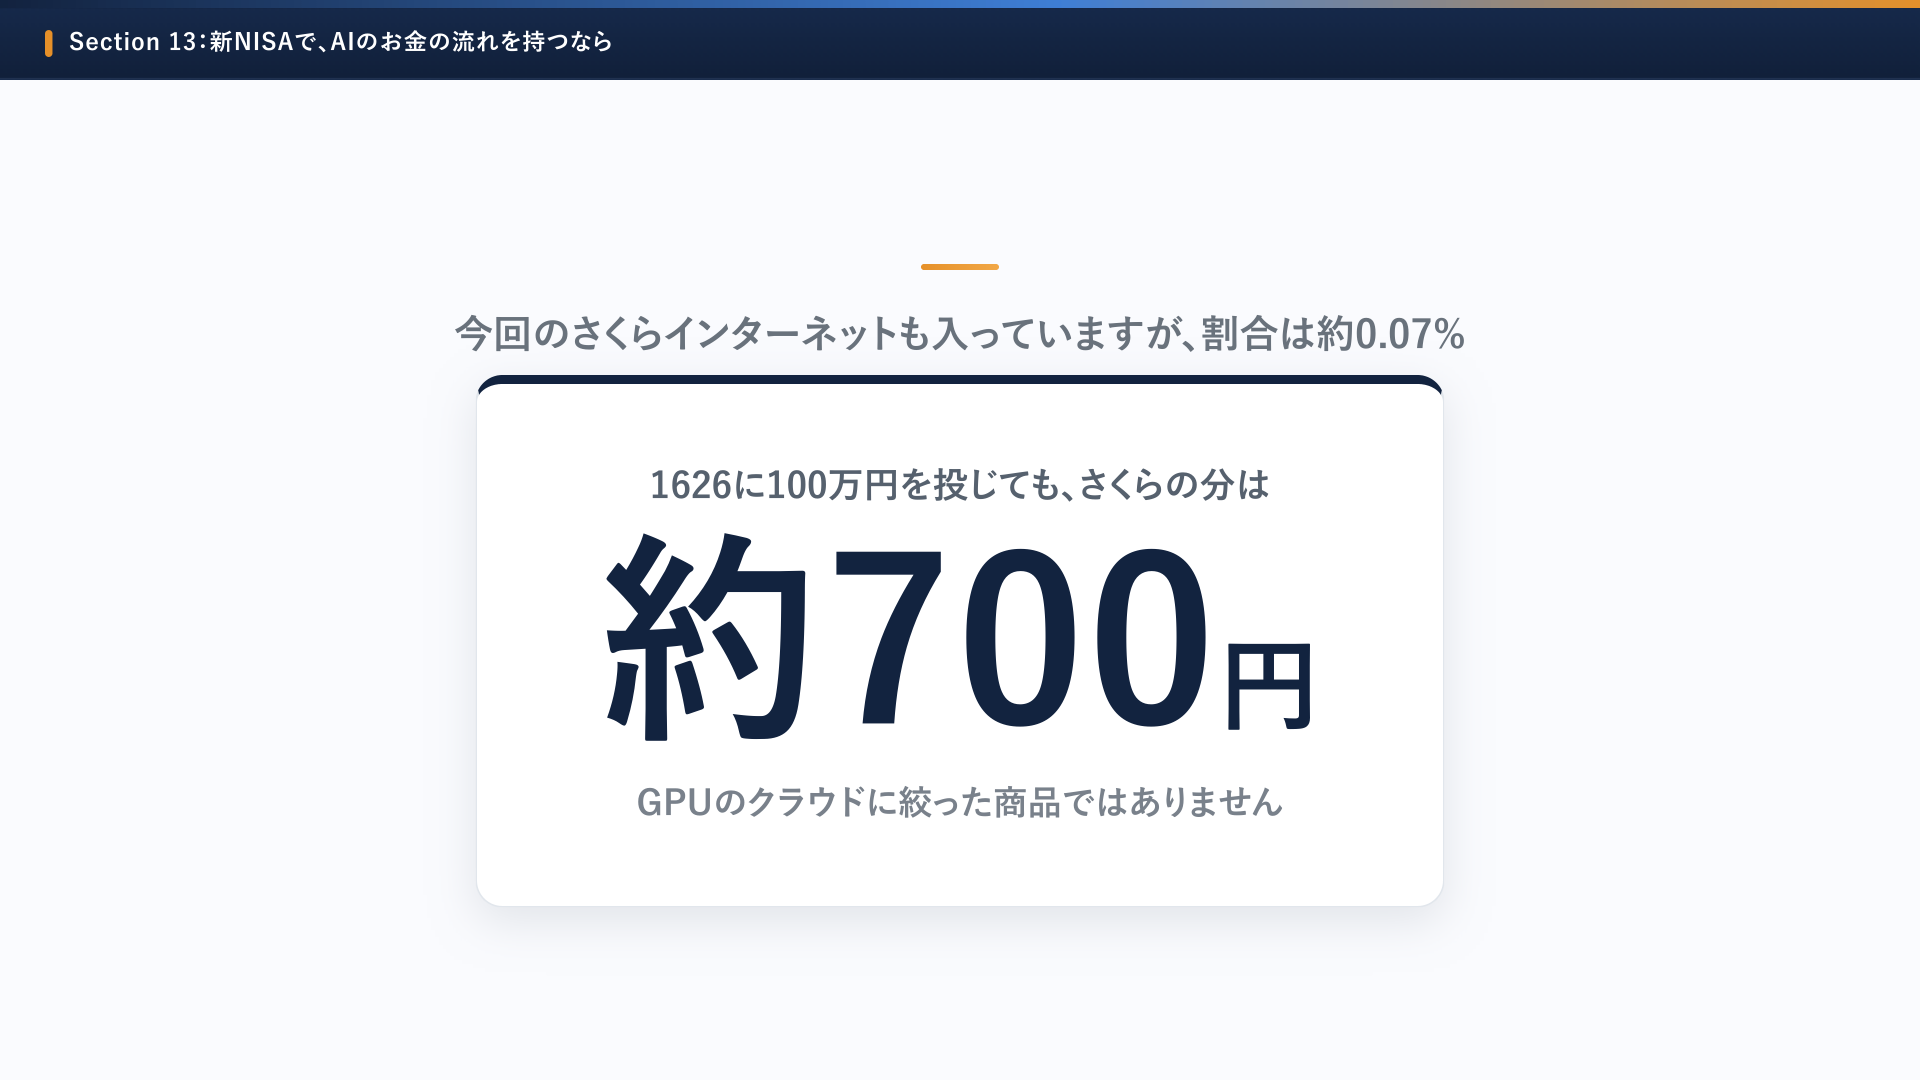 Section 13：新NISAで、AIのお金の流れを持つなら
今回のさくらインターネットも入っていますが、割合は約0.07%
1626に100万円を投じても、さくらの分は
約700円
GPUのクラウドに絞った商品ではありません